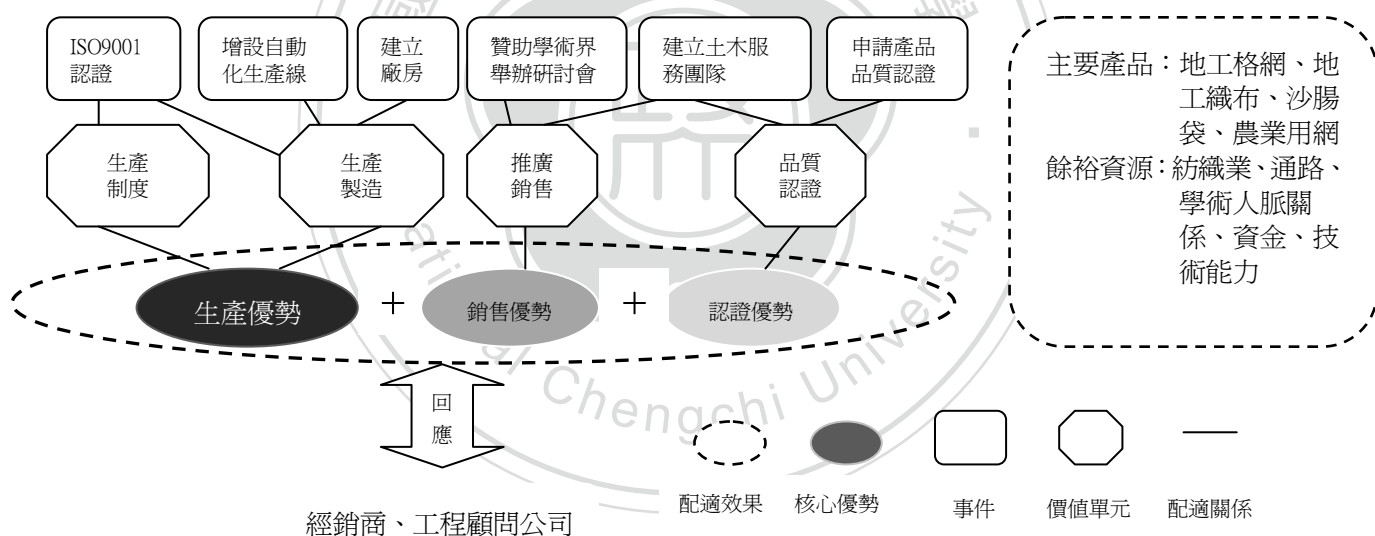 ISO9001
認證
增設自動
化生產線
建立
廠房
贊助學術界
舉辦研討會
建立土木服
務團隊
申請產品
品質認證
生產
制度
生產
製造
推廣
銷售
品質
認證
生產優勢
+
銷售優勢
+
認證優勢
回
應
經銷商、工程顧問公司
主要產品：地工格網、地
工織布、沙腸
袋、農業用網
餘裕資源：紡織業、通路、
學術人脈關
係、資金、技
術能力
配適效果
核心優勢
事件
價值單元
配適關係
Chengchi University